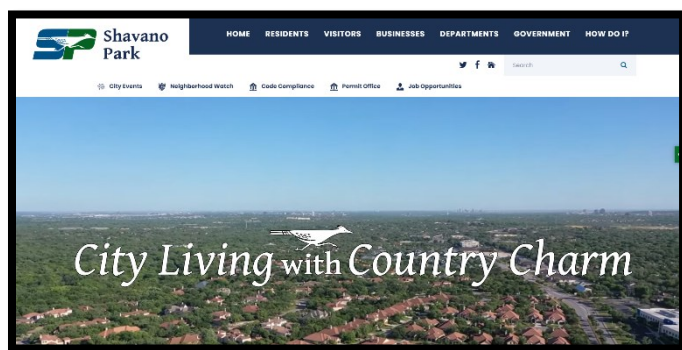 SP
Shavano
Park
HOME RESIDENTS VISITORS BUSINESSES DEPARTMENTS GOVERNMENT HOW DO I?
Search
City Events Neighborhood Watch Code Compliance Permit Office Job Opportunities
City Living with Country Charm